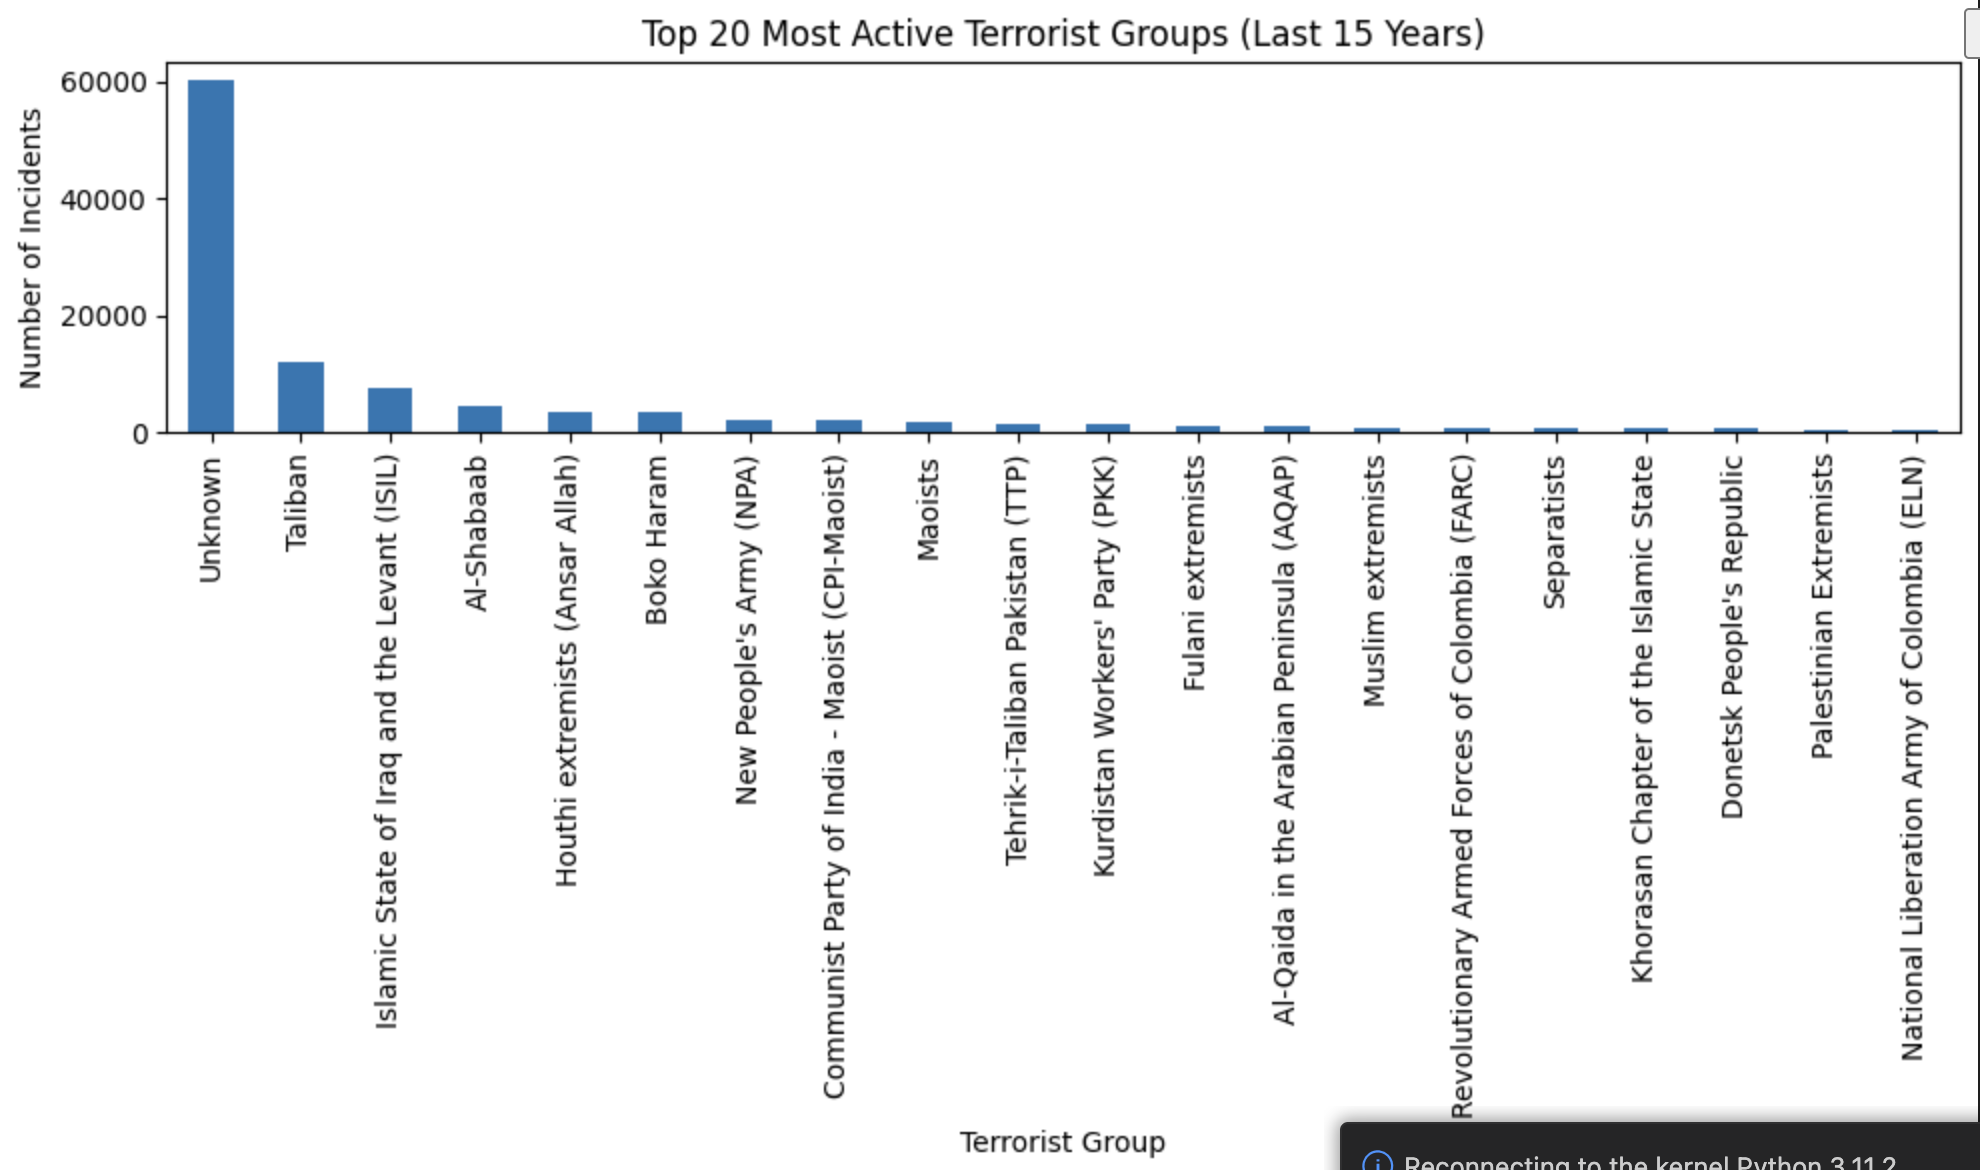 Top 20 Most Active Terrorist Groups (Last 15 Years)
Number of Incidents
60000
40000
20000
0
Unknown
Taliban
Islamic State of Iraq and the Levant (ISIL)
Al-Shabaab
Houthi extremists (Ansar Allah)
Boko Haram
New People's Army (NPA)
Communist Party of India - Maoist (CPI-Maoist)
Maoists
Tehrik-i-Taliban Pakistan (TTP)
Kurdistan Workers' Party (PKK)
Fulani extremists
Al-Qaida in the Arabian Peninsula (AQAP)
Muslim extremists
Revolutionary Armed Forces of Colombia (FARC)
Separatists
Khorasan Chapter of the Islamic State
Donetsk People's Republic
Palestinian Extremists
National Liberation Army of Colombia (ELN)
Terrorist Group
Reconnecting to the kernel Python 3.11.2